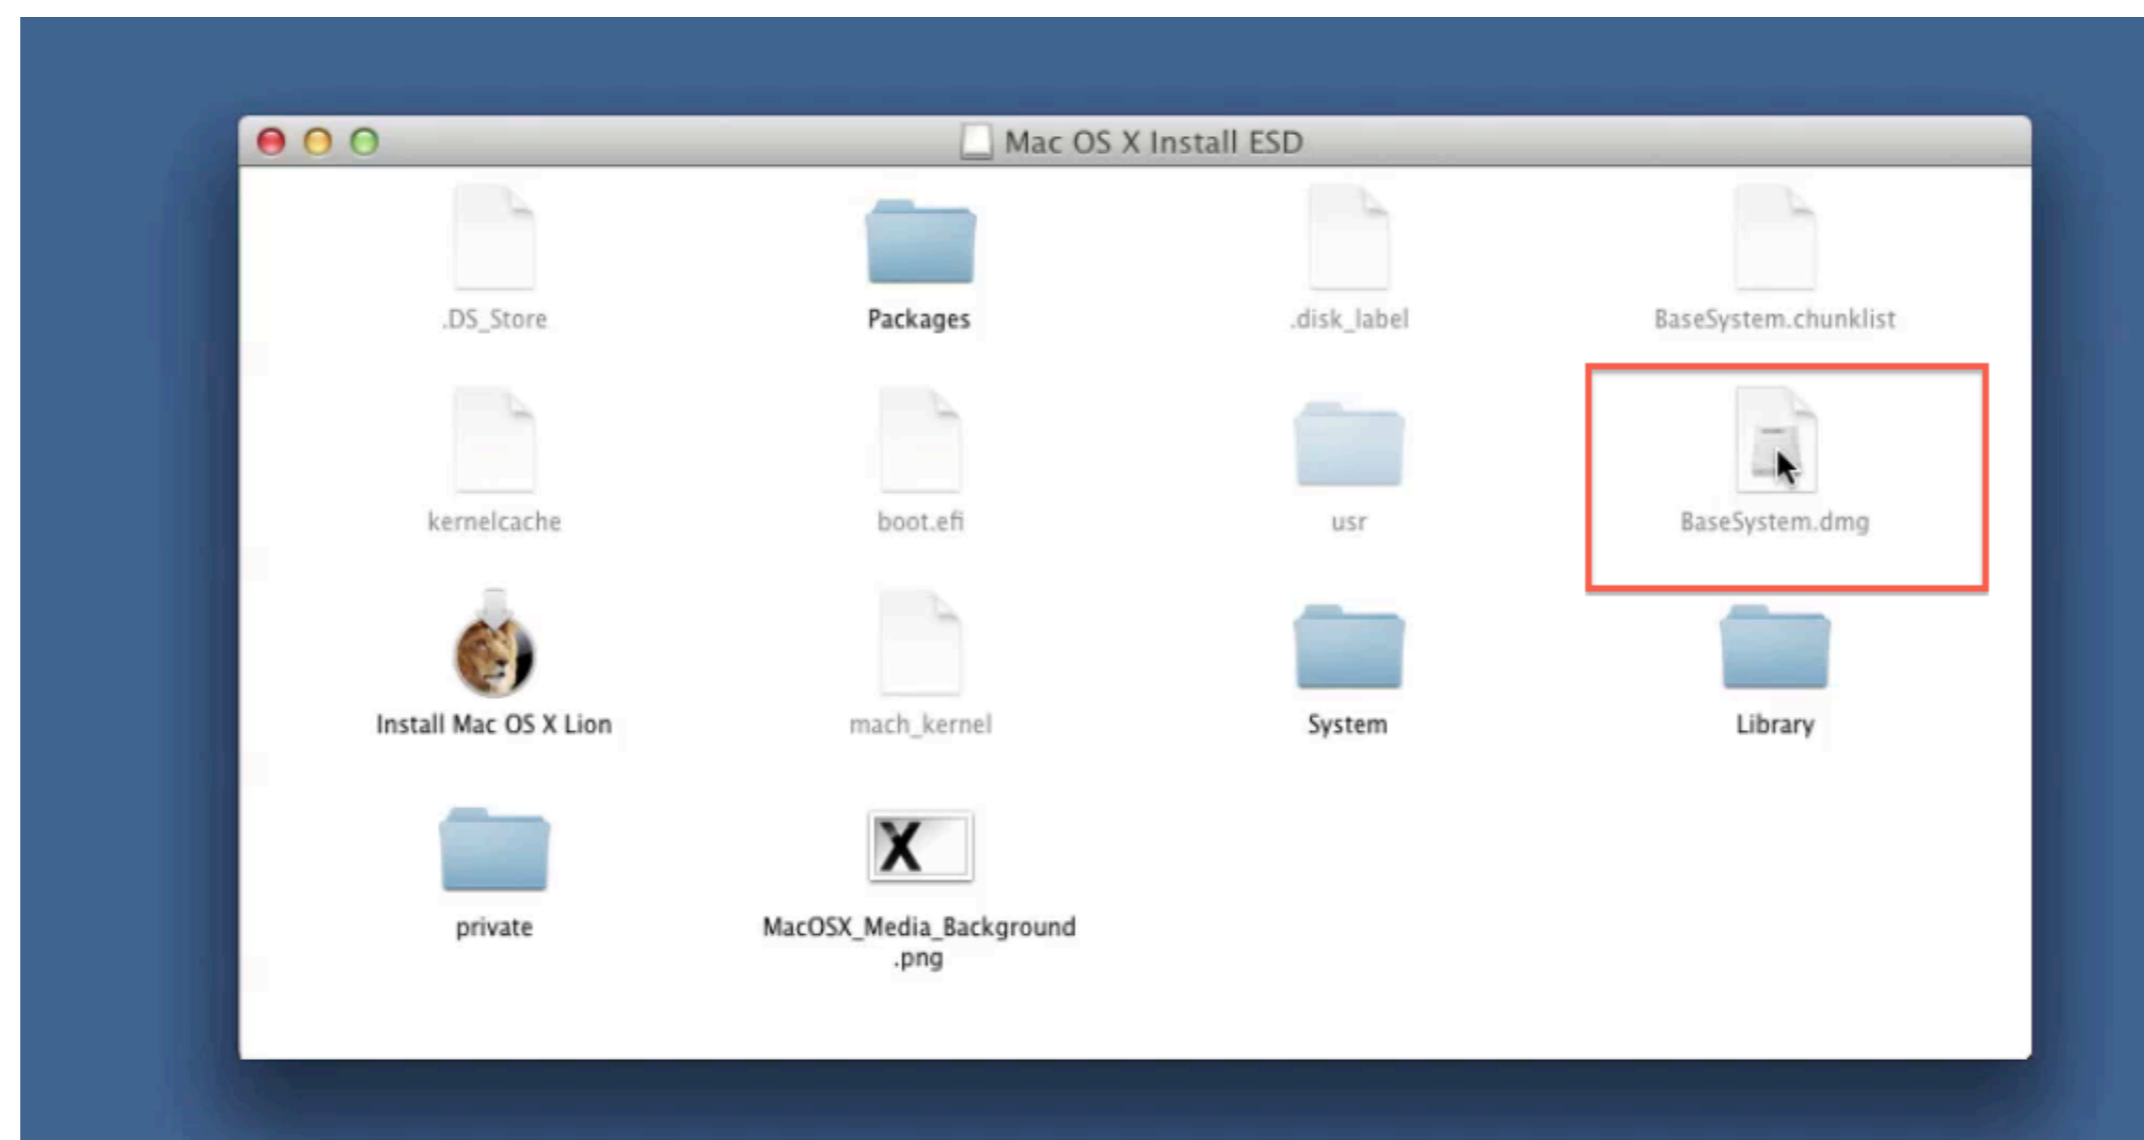 Mac OS X Install ESD
.DS_Store
Packages
.disk_label
BaseSystem.chunklist
kernelcache
boot.efi
usr
BaseSystem.dmg
Install Mac OS X Lion
mach_kernel
System
Library
private
MacOSX_Media_Background
.png